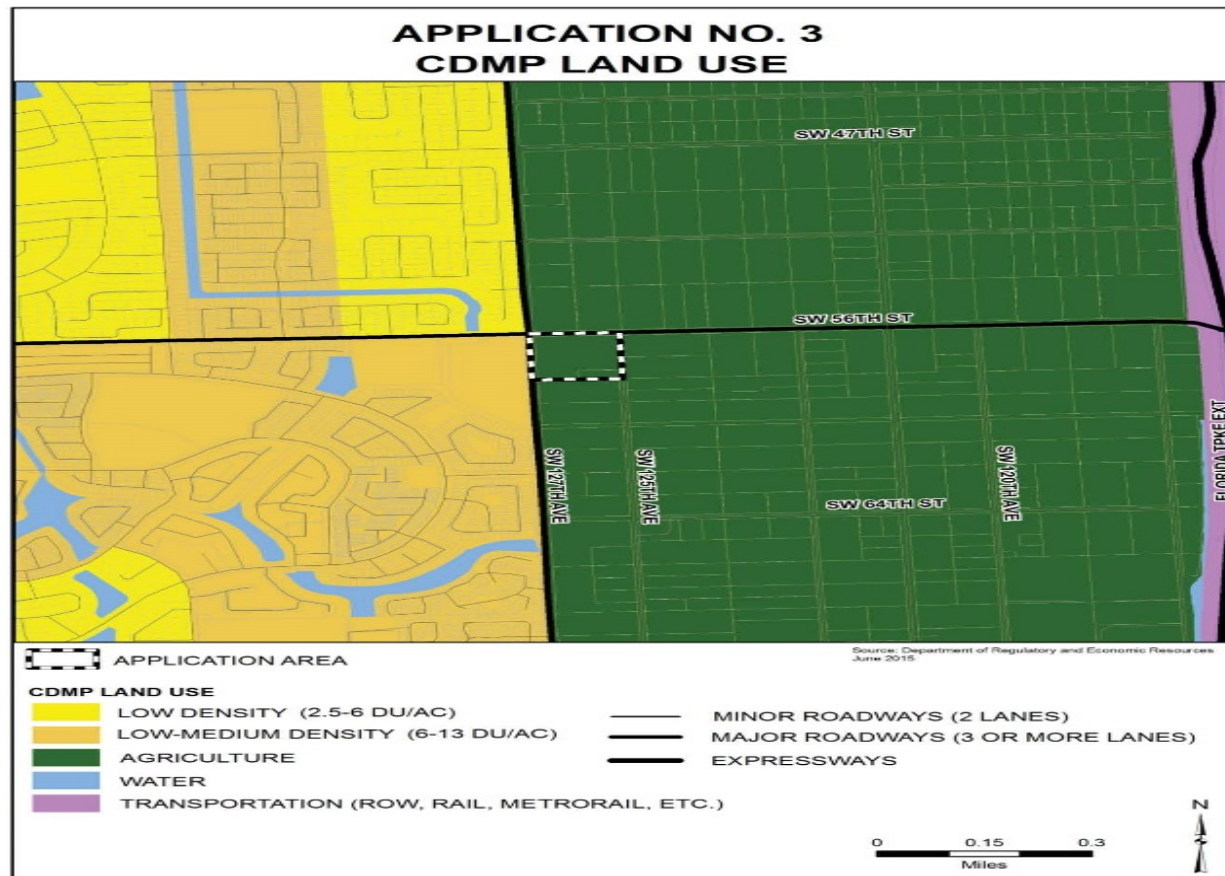 APPLICATION NO. 3
CDMP LAND USE
SW 47TH ST
SW 56TH ST
SW 127TH AVE
SW 125TH AVE
SW 64TH ST
SW 120TH AVE
FLORIDA TPKE EXT
APPLICATION AREA
Source: Department of Regulatory and Economic Resources
June 2015
CDMP LAND USE
LOW DENSITY (2.5-6 DU/AC)
LOW-MEDIUM DENSITY (6-13 DU/AC)
AGRICULTURE
WATER
TRANSPORTATION (ROW, RAIL, METRORAIL, ETC.)
MINOR ROADWAYS (2 LANES)
MAJOR ROADWAYS (3 OR MORE LANES)
EXPRESSWAYS
N
0 0.15 0.3
Miles